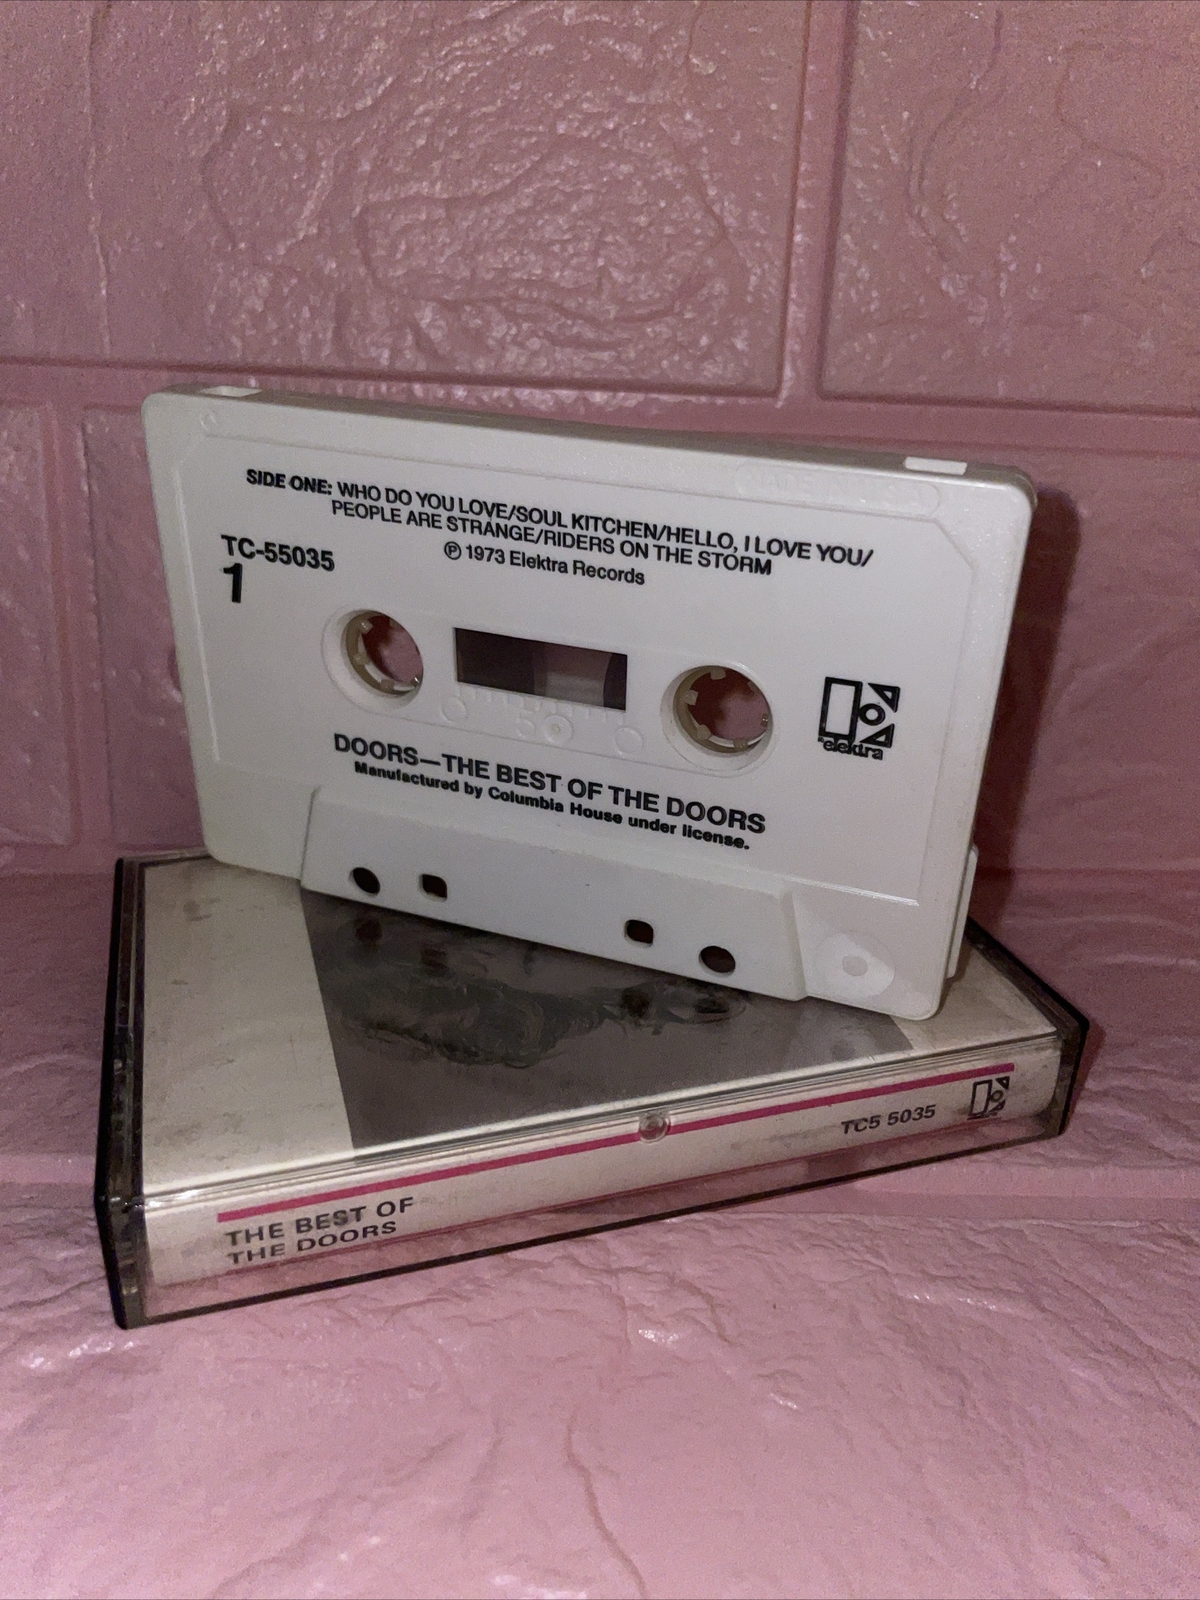 SIDE ONE: WHO DO YOU LOVE/SOUL KITCHEN/HELLO, I LOVE YOU/
PEOPLE ARE STRANGE/RIDERS ON THE STORM
℗ 1973 Elektra Records
TC-55035
1
elektra
DOORS—THE BEST OF THE DOORS
Manufactured by Columbia House under license.
THE BEST OF
THE DOORS
TC5 5035